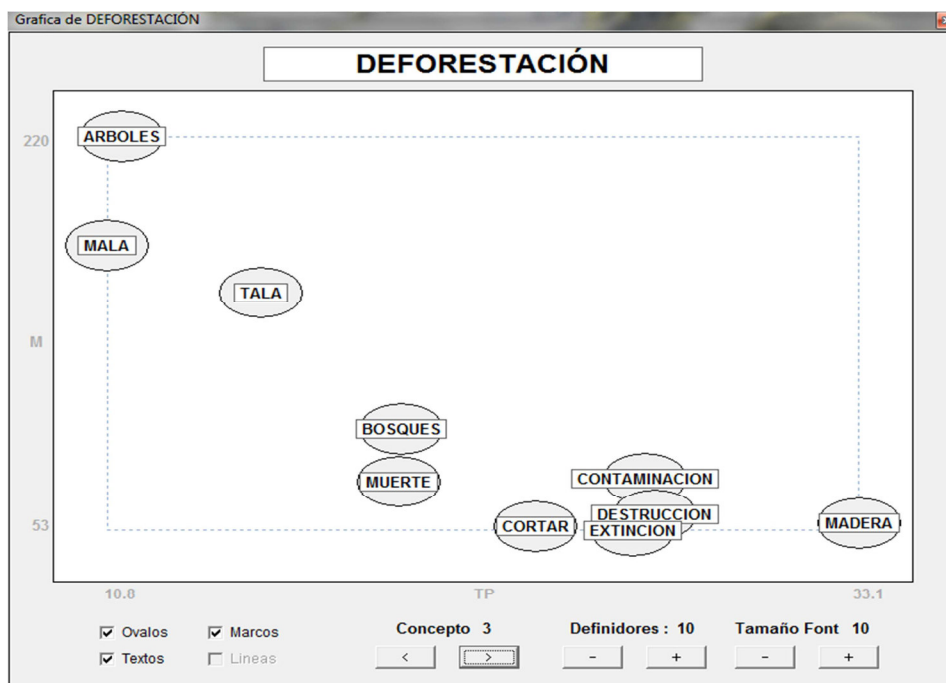 Grafica de DEFORESTACIÓN
DEFORESTACIÓN
220
ARBOLES
MALA
TALA
M
BOSQUES
MUERTE
CONTAMINACION
DESTRUCCION
53
CORTAR
EXTINCION
MADERA
10.8
TP
33.1
Ovalos
Marcos
Concepto 3
Definidores : 10
Tamaño Font 10
Textos
Lineas
<
>
-
+
-
+